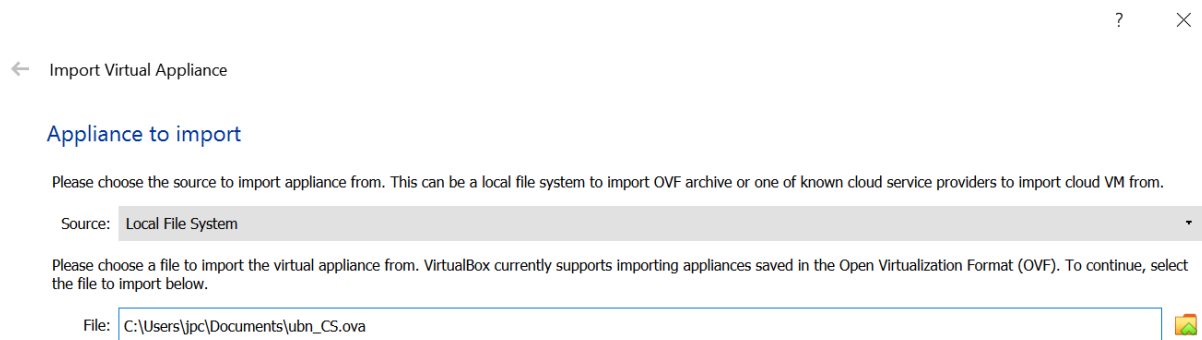 ?
Import Virtual Appliance
Appliance to import
Please choose the source to import appliance from. This can be a local file system to import OVF archive or one of known cloud service providers to import cloud VM from.
Source: Local File System
Please choose a file to import the virtual appliance from. VirtualBox currently supports importing appliances saved in the Open Virtualization Format (OVF). To continue, select
the file to import below.
File: C:\Users\jpc\Documents\ubn_CS.ova